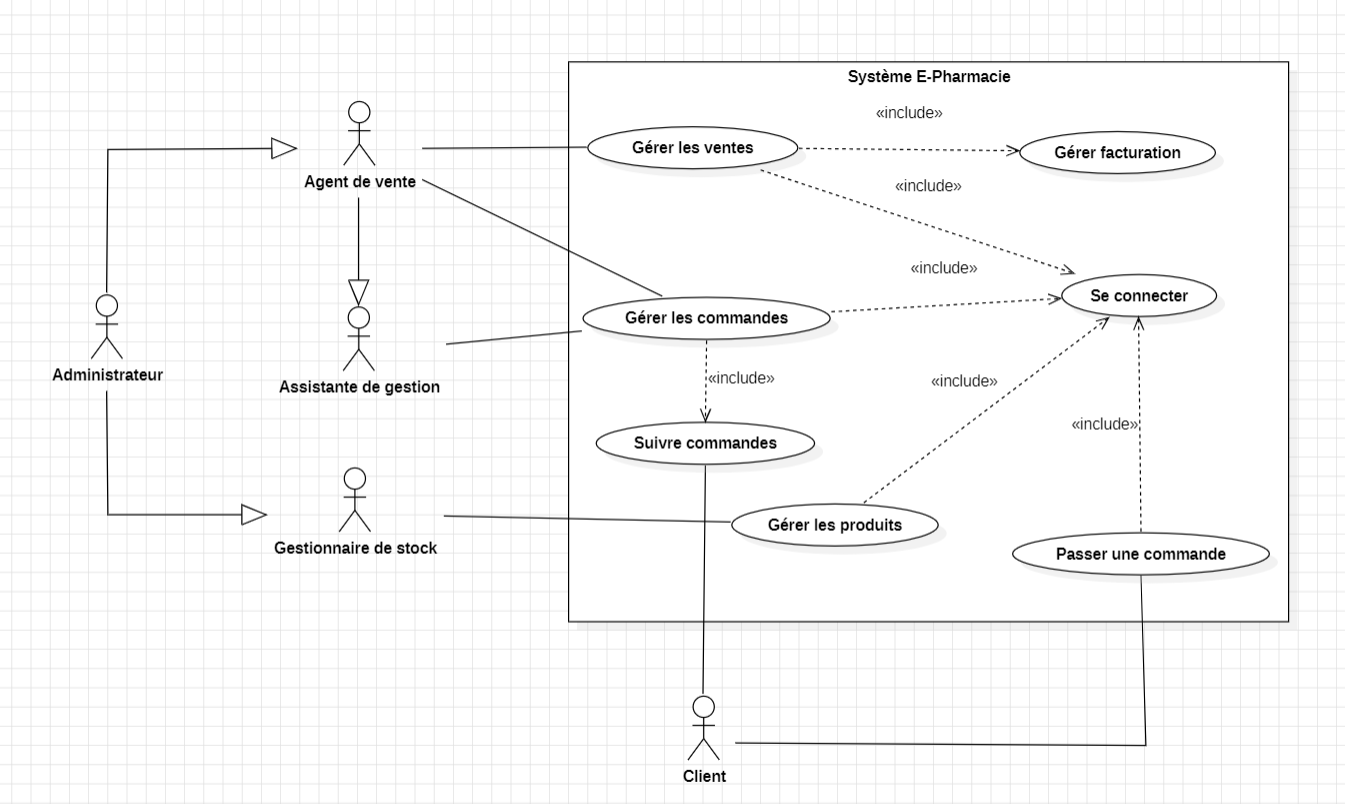 Système E-Pharmacie
«include»
Gérer les ventes
Gérer facturation
Agent de vente
«include»
«include»
Se connecter
Gérer les commandes
Administrateur
Assistante de gestion
«include»
«include»
«include»
Suivre commandes
Gérer les produits
Gestionnaire de stock
Passer une commande
Client